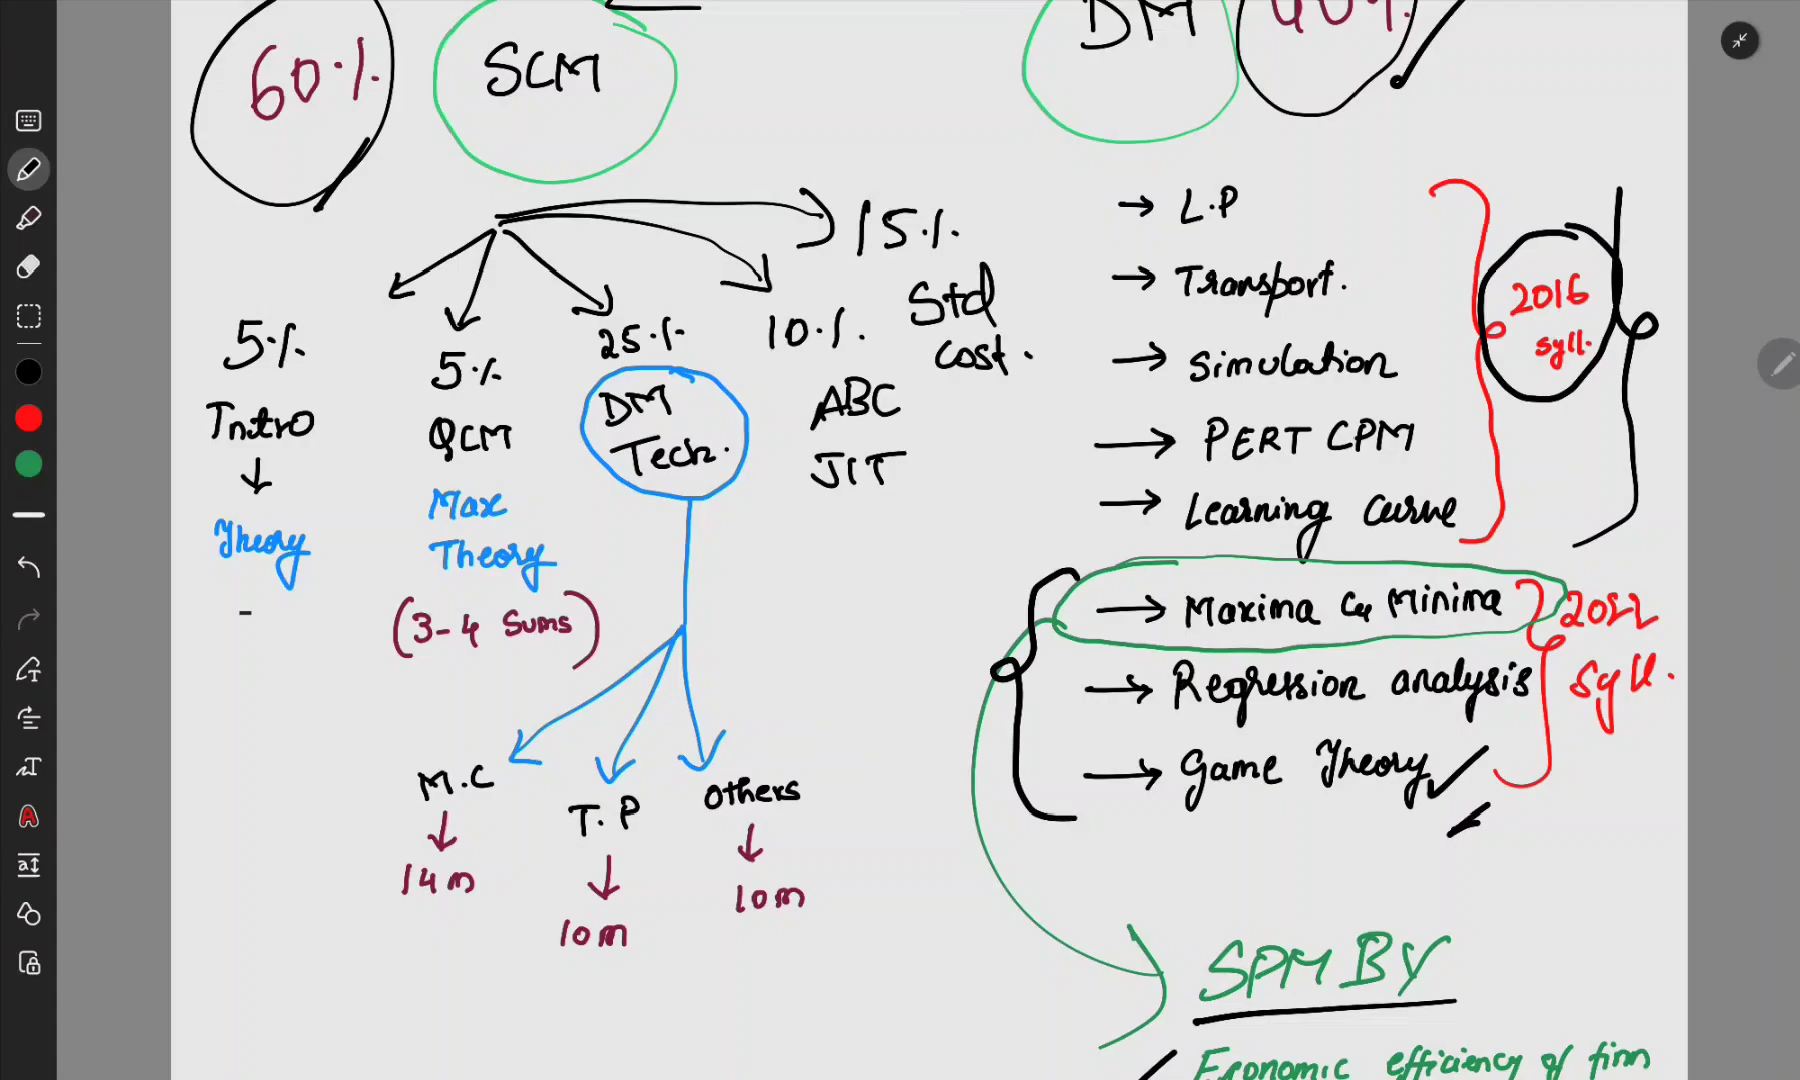 60%
SCM
DM
40%
15%
Std
cost.
5%
Intro
Theory
5%
QCM
Max
Theory
(3-4 Sums)
25%
DM
Tech.
10%.
ABC
JIT
M.C
14m
T.P
10m
others
10m
→ L.P
→ Transport.
→ Simulation
→ PERT CPM
→ Learning Curve
2016
syll.
→ Maxima & Minima
→ Regression analysis
→ Game Theory
2022
syll.
SPM BY
Economic efficiency of firm